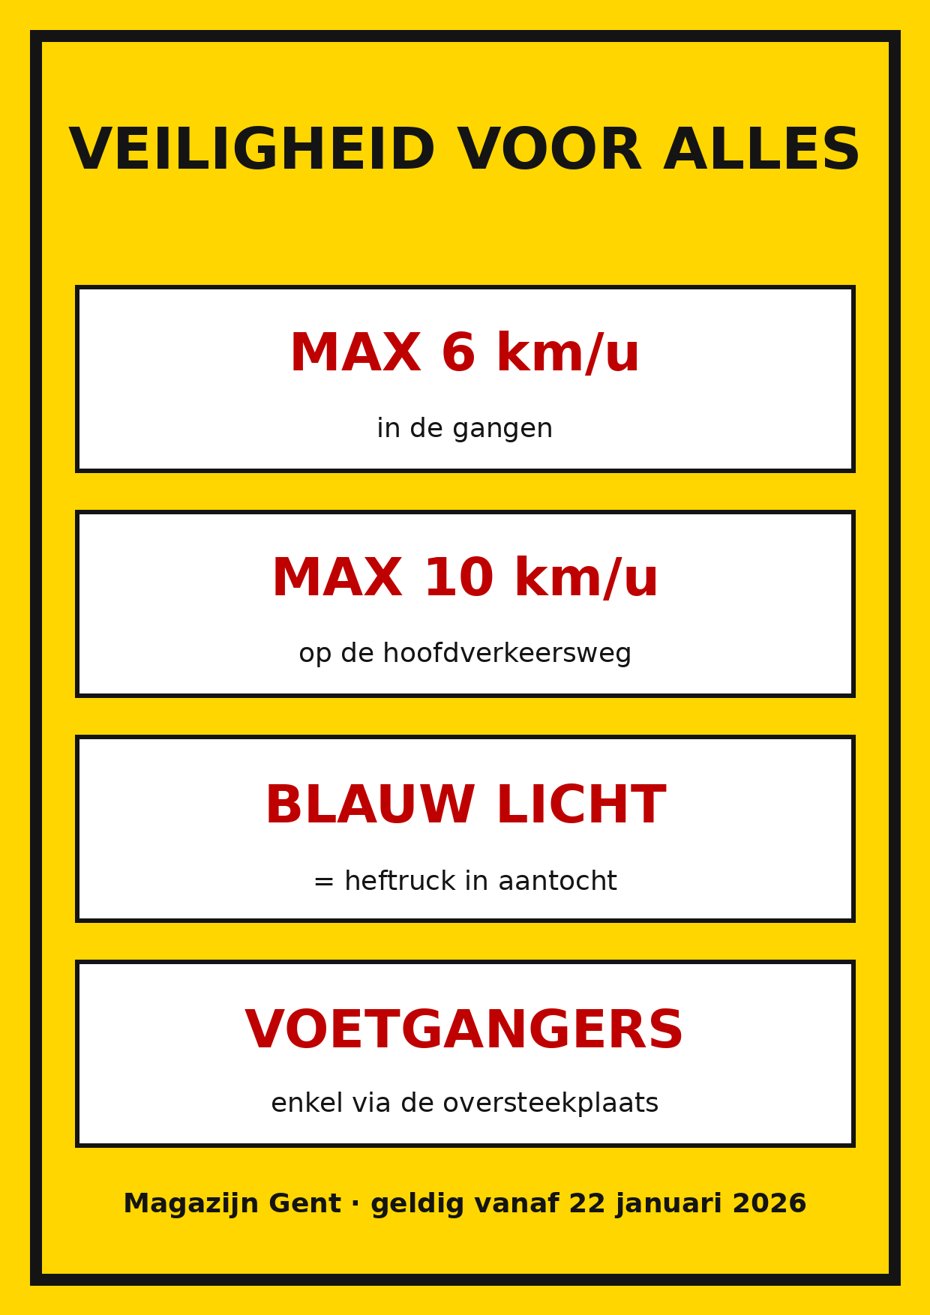 VEILIGHEID VOOR ALLES
MAX 6 km/u
in de gangen
MAX 10 km/u
op de hoofdverkeersweg
BLAUW LICHT
= heftruck in aantocht
VOETGANGERS
enkel via de oversteekplaats
Magazijn Gent · geldig vanaf 22 januari 2026